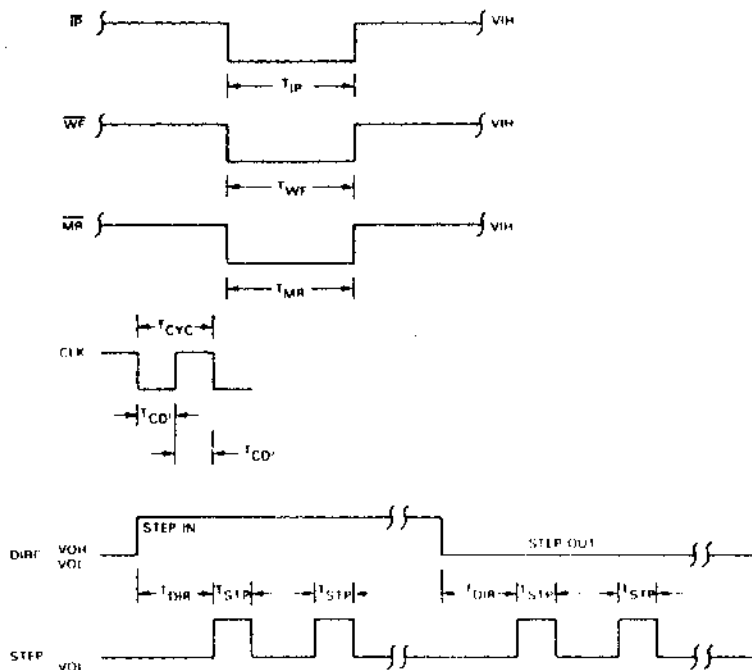 IP VIH
TIP
WF VIH
TWF
MR VIH
TMR
TCYC
CLK
TCD1
TCD2
STEP IN
STEP OUT
DIRC VOH
VOL
TDIR TSTP TSTP TDIR TSTP TSTP
STEP VOL